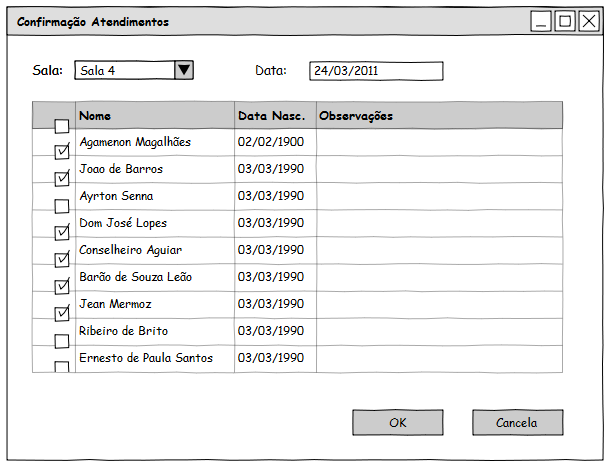 Confirmação Atendimentos
Sala: Sala 4 Data: 24/03/2011
Nome Data Nasc. Observações
Agamenon Magalhães 02/02/1900
Joao de Barros 03/03/1990
Ayrton Senna 03/03/1990
Dom José Lopes 03/03/1990
Conselheiro Aguiar 03/03/1990
Barão de Souza Leão 03/03/1990
Jean Mermoz 03/03/1990
Ribeiro de Brito 03/03/1990
Ernesto de Paula Santos 03/03/1990
OK Cancela